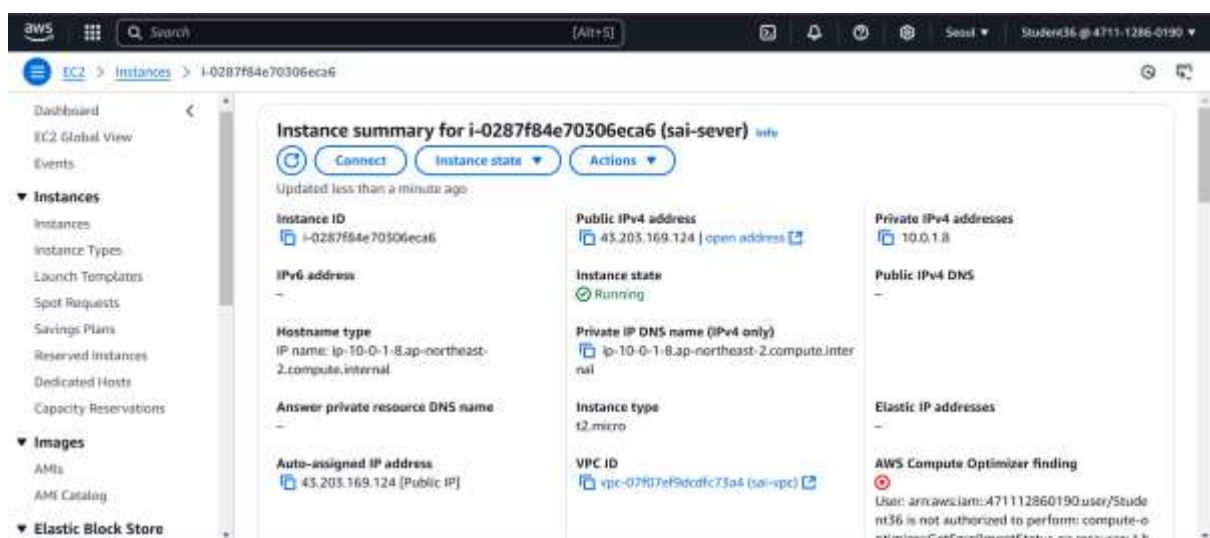 aws
Search
[Alt+S]
Seoul ▼
Student36 @ 4711-1286-0190 ▼
EC2 > Instances > i-0287f84e70306eca6
Dashboard
EC2 Global View
Events
▼ Instances
Instances
Instance Types
Launch Templates
Spot Requests
Savings Plans
Reserved Instances
Dedicated Hosts
Capacity Reservations
▼ Images
AMIs
AMI Catalog
▼ Elastic Block Store
Instance summary for i-0287f84e70306eca6 (sai-sever) Info
Connect
Instance state ▼
Actions ▼
Updated less than a minute ago
Instance ID
i-0287f84e70306eca6
Public IPv4 address
43.203.169.124 | open address
Private IPv4 addresses
10.0.1.8
IPv6 address
–
Instance state
Running
Public IPv4 DNS
–
Hostname type
IP name: ip-10-0-1-8.ap-northeast-
2.compute.internal
Private IP DNS name (IPv4 only)
ip-10-0-1-8.ap-northeast-2.compute.inter
nal
Answer private resource DNS name
–
Instance type
t2.micro
Elastic IP addresses
–
Auto-assigned IP address
43.203.169.124 [Public IP]
VPC ID
vpc-07f07ef9dcdfc73a4 (sai-vpc)
AWS Compute Optimizer finding
User: arn:aws:iam::471112860190:user/Stude
nt36 is not authorized to perform: compute-o